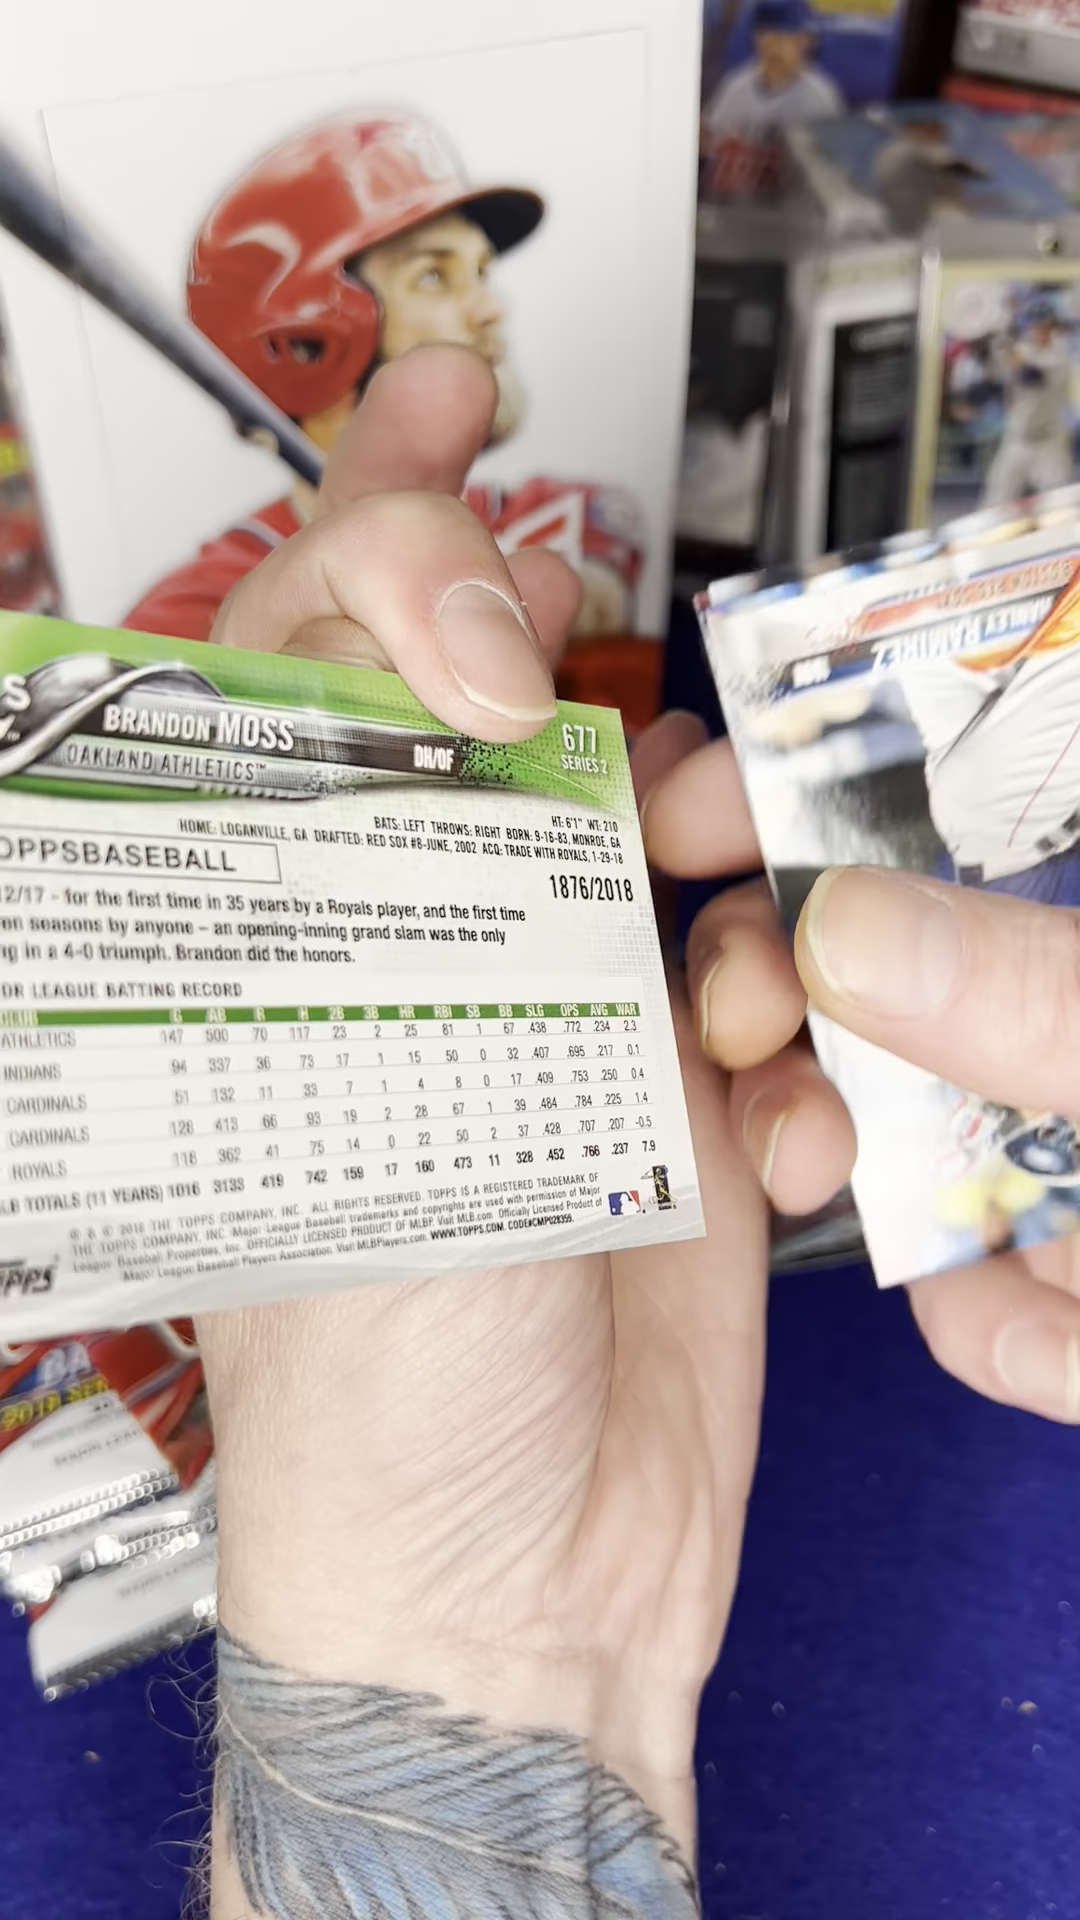 BRANDON MOSS
DH/OF
677
SERIES 2
OAKLAND ATHLETICS™
HT: 6'1" WT: 210
BATS: LEFT THROWS: RIGHT BORN: 9-16-83, MONROE, GA
HOME: LOGANVILLE, GA DRAFTED: RED SOX #8-JUNE, 2002 ACQ: TRADE WITH ROYALS, 1-29-18
OPPSBASEBALL
1876/2018
2/17 - for the first time in 35 years by a Royals player, and the first time
en seasons by anyone – an opening-inning grand slam was the only
g in a 4-0 triumph. Brandon did the honors.
OR LEAGUE BATTING RECORD
G AB R H 2B 3B HR RBI SB BB SLG OPS AVG WAR
ATHLETICS 147 500 70 117 23 2 25 81 1 67 .438 .772 .234 2.3
INDIANS 94 337 36 73 17 1 15 50 0 32 .407 .695 .217 0.1
CARDINALS 51 132 11 33 7 1 4 8 0 17 .409 .753 .250 0.4
CARDINALS 128 413 66 93 19 2 28 67 1 39 .484 .784 .225 1.4
ROYALS 118 362 41 75 14 0 22 50 2 37 .428 .707 .207 -0.5
LB TOTALS (11 YEARS) 1016 3133 419 742 159 17 160 473 11 328 .452 .766 .237 7.9
® & © 2018 THE TOPPS COMPANY, INC. ALL RIGHTS RESERVED. TOPPS IS A REGISTERED TRADEMARK OF
THE TOPPS COMPANY, INC. Major League Baseball trademarks and copyrights are used with permission of Major
League Baseball Properties, Inc. OFFICIALLY LICENSED PRODUCT OF MLBP. Visit MLB.com Officially Licensed Product of
Major League Baseball Players Association Visit MLBPlayers.com WWW.TOPPS.COM. CODE#CMP028355.
OPPS
RAMIREZ
BA
2018 SER